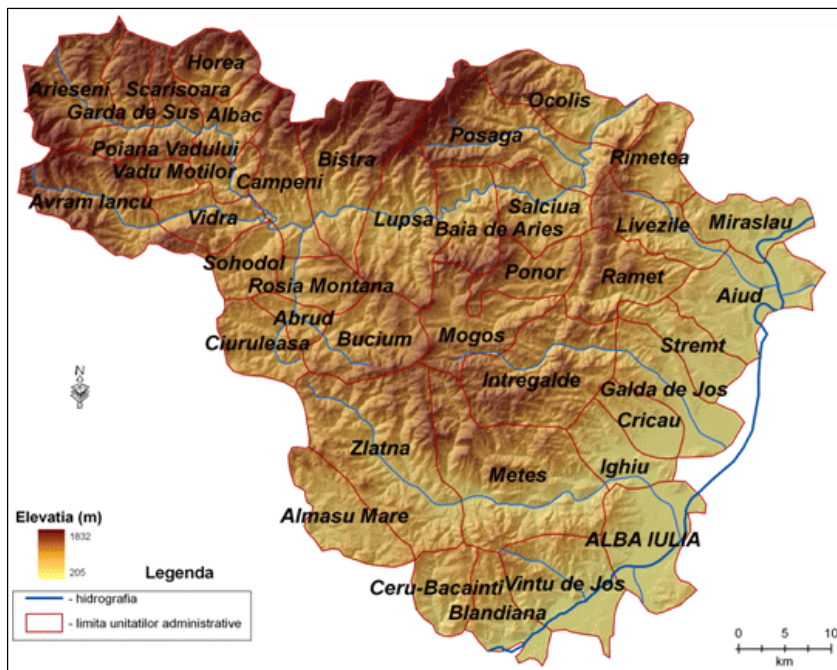 Horea
Arieseni
Scarisoara
Garda de Sus
Albac
Ocolis
Posaga
Poiana Vadului
Bistra
Rimetea
Vadu Motilor
Campeni
Avram Iancu
Vidra
Lupsa
Salciua
Baia de Aries
Livezile
Miraslau
Sohodol
Ponor
Ramet
Rosia Montana
Aiud
Abrud
Ciuruleasa
Bucium
Mogos
Stremt
N
Intregalde
Galda de Jos
Cricau
Zlatna
Metes
Ighiu
Almasu Mare
ALBA IULIA
Elevatia (m)
1832
205
Legenda
Ceru-Bacainti
Vintu de Jos
Blandiana
- hidrografia
- limita unitatilor administrative
0 5 10
km